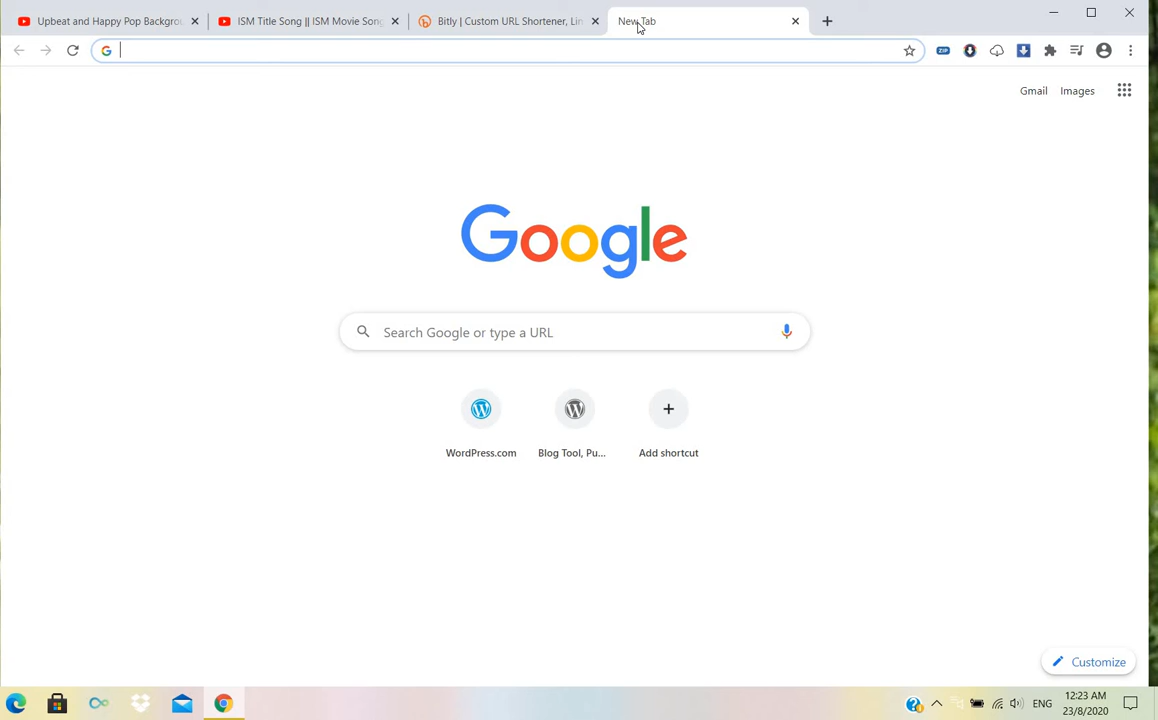 Upbeat and Happy Pop Backgrou
ISM Title Song || ISM Movie Song
Bitly | Custom URL Shortener, Lin
New Tab
ZIP
Gmail
Images
Google
Search Google or type a URL
WordPress.com
Blog Tool, Pu...
Add shortcut
Customize
ENG
12:23 AM
23/8/2020